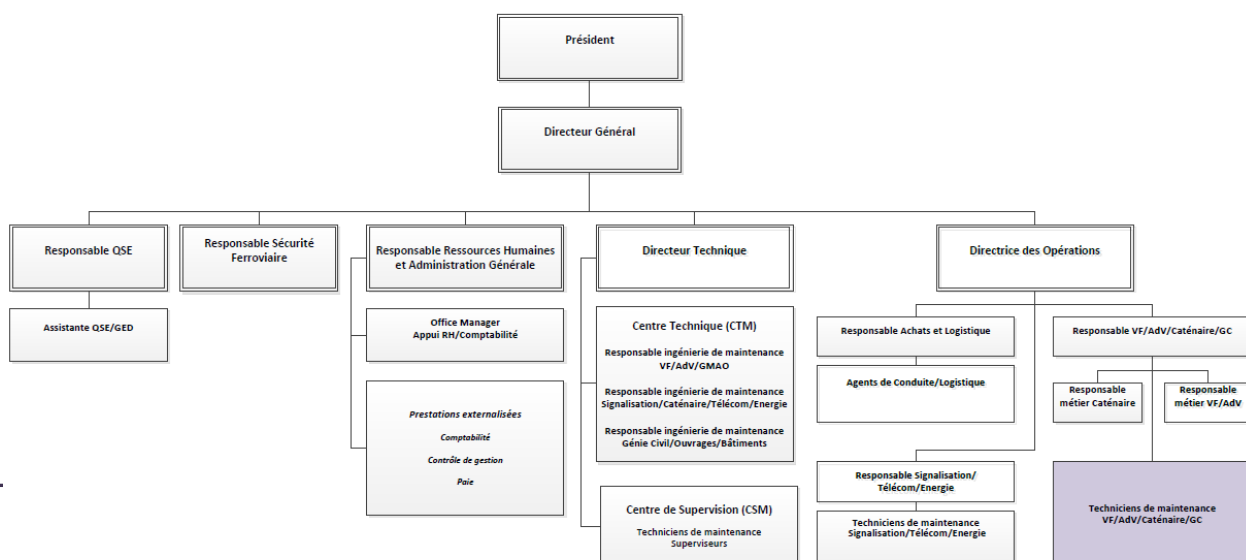 Président
Directeur Général
Responsable QSE
Responsable Sécurité
Ferroviaire
Responsable Ressources Humaines
et Administration Générale
Directeur Technique
Directrice des Opérations
Assistante QSE/GED
Office Manager
Appui RH/Comptabilité
Prestations externalisées
Comptabilité
Contrôle de gestion
Paie
Centre Technique (CTM)
Responsable ingénierie de maintenance
VF/AdV/GMAO
Responsable ingénierie de maintenance
Signalisation/Caténaire/Télécom/Energie
Responsable ingénierie de maintenance
Génie Civil/Ouvrages/Bâtiments
Centre de Supervision (CSM)
Techniciens de maintenance
Superviseurs
Responsable Achats et Logistique
Agents de Conduite/Logistique
Responsable Signalisation/
Télécom/Energie
Techniciens de maintenance
Signalisation/Télécom/Energie
Responsable VF/AdV/Caténaire/GC
Responsable
métier Caténaire
Responsable
métier VF/AdV
Techniciens de maintenance
VF/AdV/Caténaire/GC